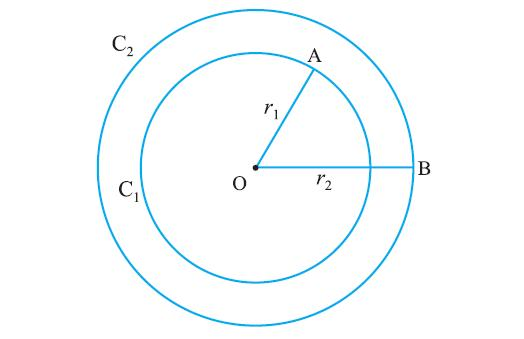 C₂
A
r₁
C₁
O
r₂
B